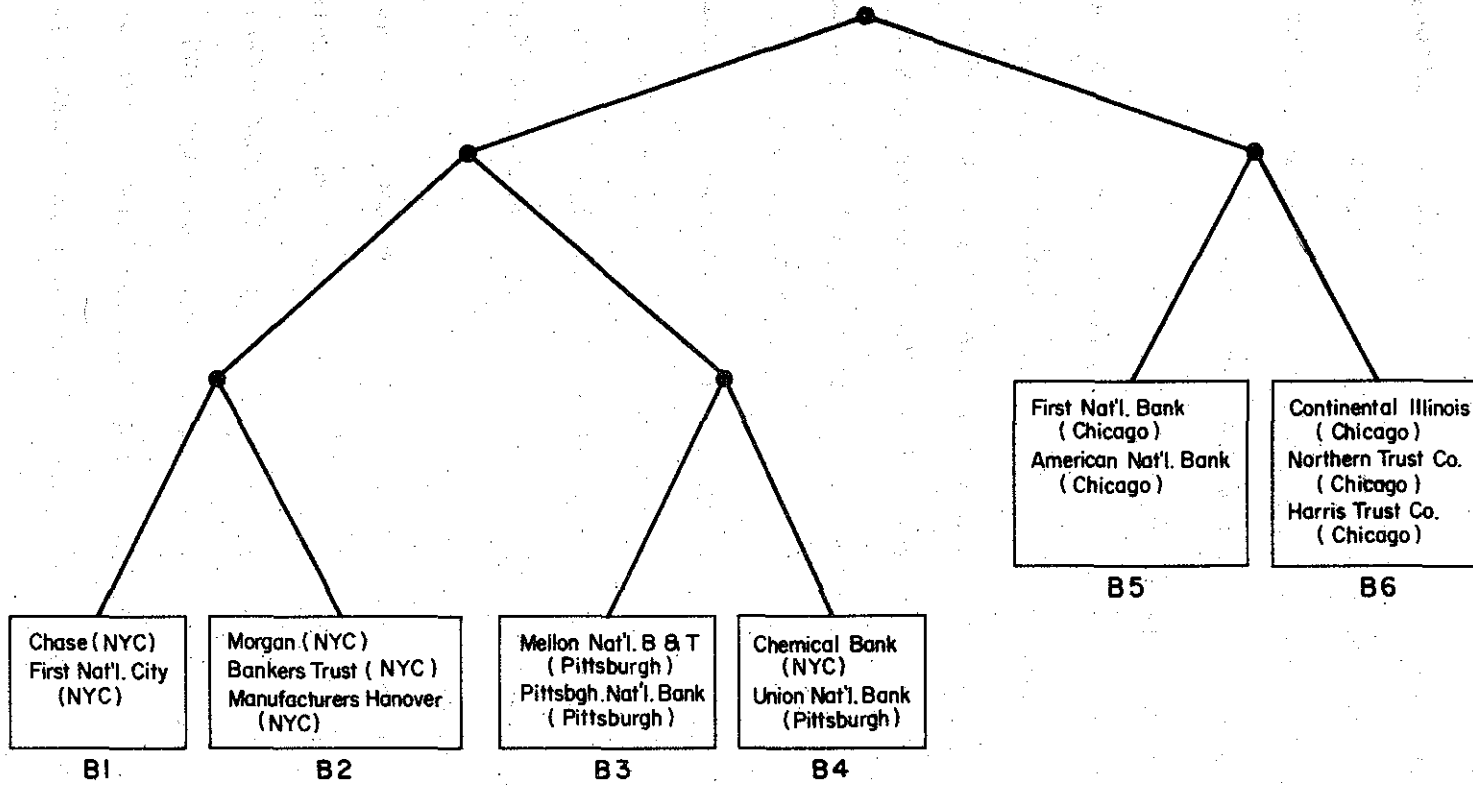 First Nat'l. Bank
(Chicago)
American Nat'l. Bank
(Chicago)
B5
Continental Illinois
(Chicago)
Northern Trust Co.
(Chicago)
Harris Trust Co.
(Chicago)
B6
Chase (NYC)
First Nat'l. City
(NYC)
B1
Morgan (NYC)
Bankers Trust (NYC)
Manufacturers Hanover
(NYC)
B2
Mellon Nat'l. B & T
(Pittsburgh)
Pittsbgh. Nat'l. Bank
(Pittsburgh)
B3
Chemical Bank
(NYC)
Union Nat'l. Bank
(Pittsburgh)
B4